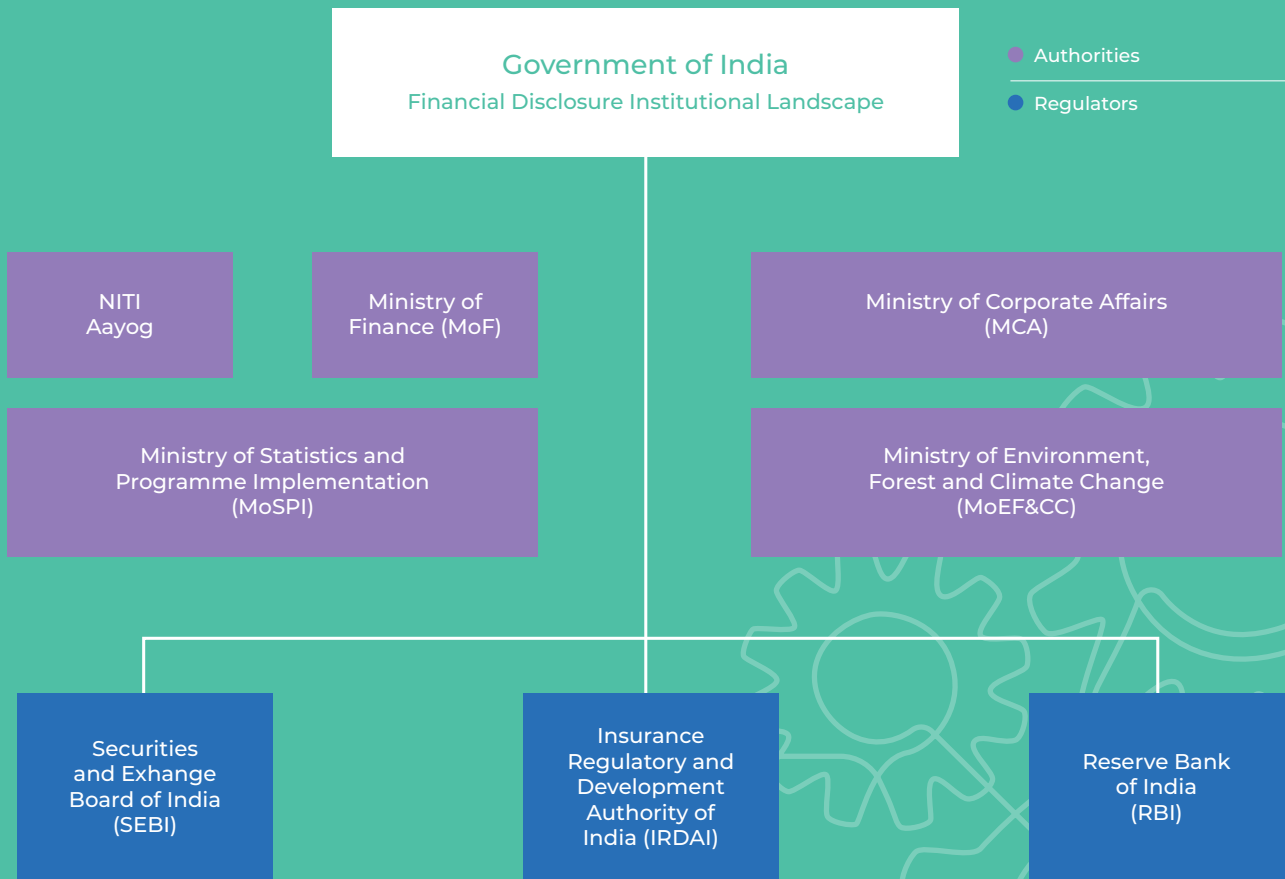 Government of India
Financial Disclosure Institutional Landscape
Authorities
Regulators
NITI
Aayog
Ministry of
Finance (MoF)
Ministry of Corporate Affairs
(MCA)
Ministry of Statistics and
Programme Implementation
(MoSPI)
Ministry of Environment,
Forest and Climate Change
(MoEF&CC)
Securities
and Exhange
Board of India
(SEBI)
Insurance
Regulatory and
Development
Authority of
India (IRDAI)
Reserve Bank
of India
(RBI)